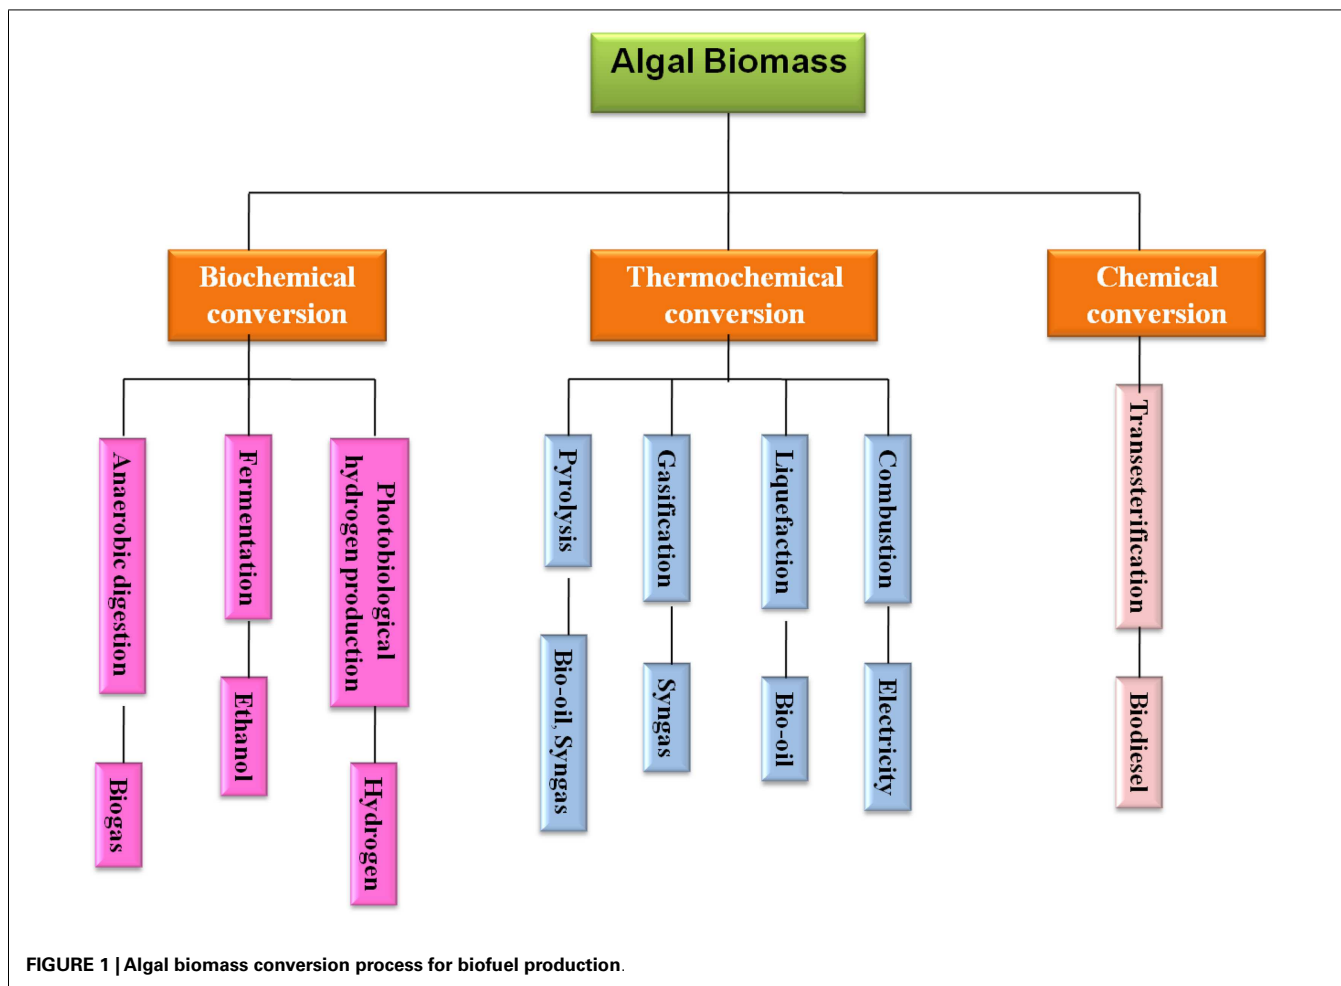 Algal Biomass
Biochemical
conversion
Thermochemical
conversion
Chemical
conversion
Anaerobic digestion
Fermentation
Photobiological
hydrogen production
Pyrolysis
Gasification
Liquefaction
Combustion
Transesterification
Biogas
Ethanol
Hydrogen
Bio-oil, Syngas
Syngas
Bio-oil
Electricity
Biodiesel
FIGURE 1 | Algal biomass conversion process for biofuel production.